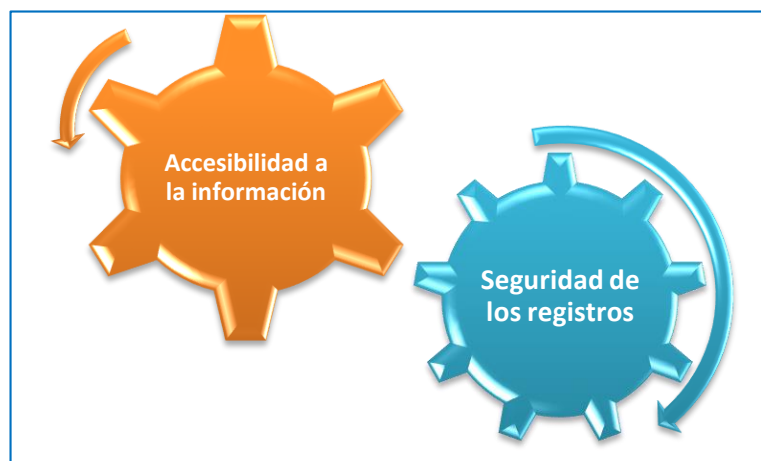 Accesibilidad a
la información
Seguridad de
los registros